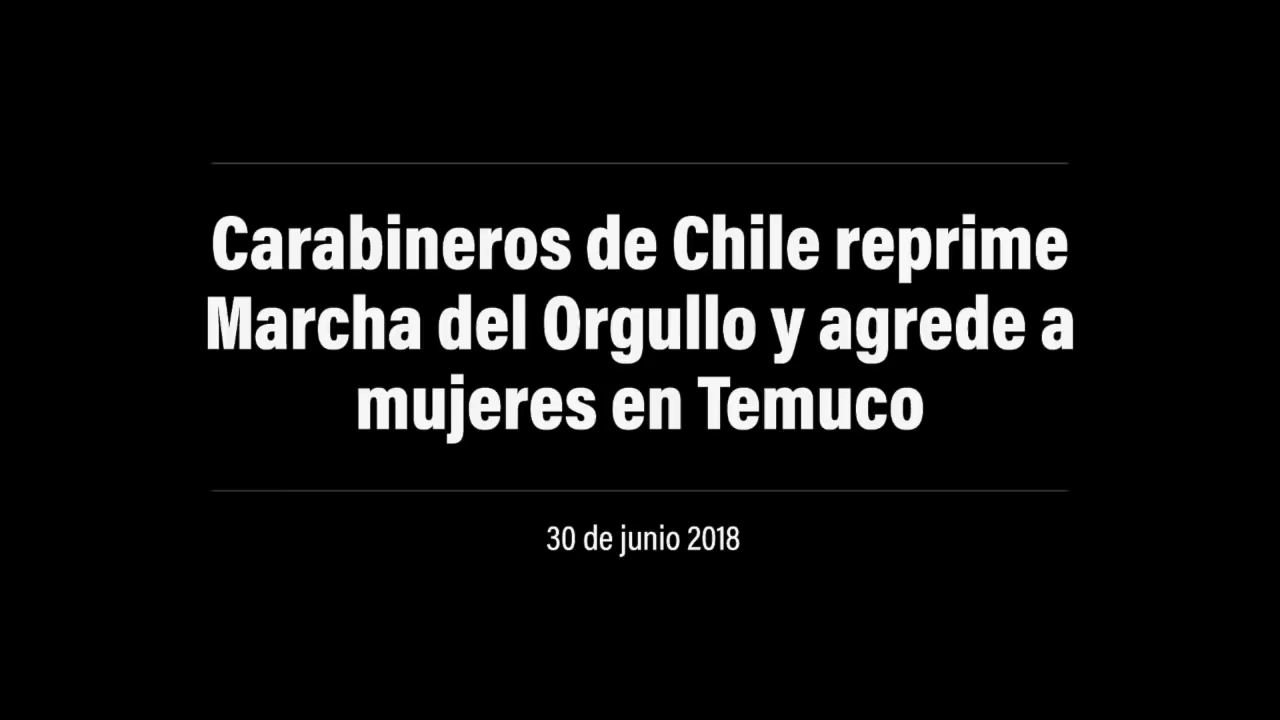 Carabineros de Chile reprime
Marcha del Orgullo y agrede a
mujeres en Temuco
30 de junio 2018